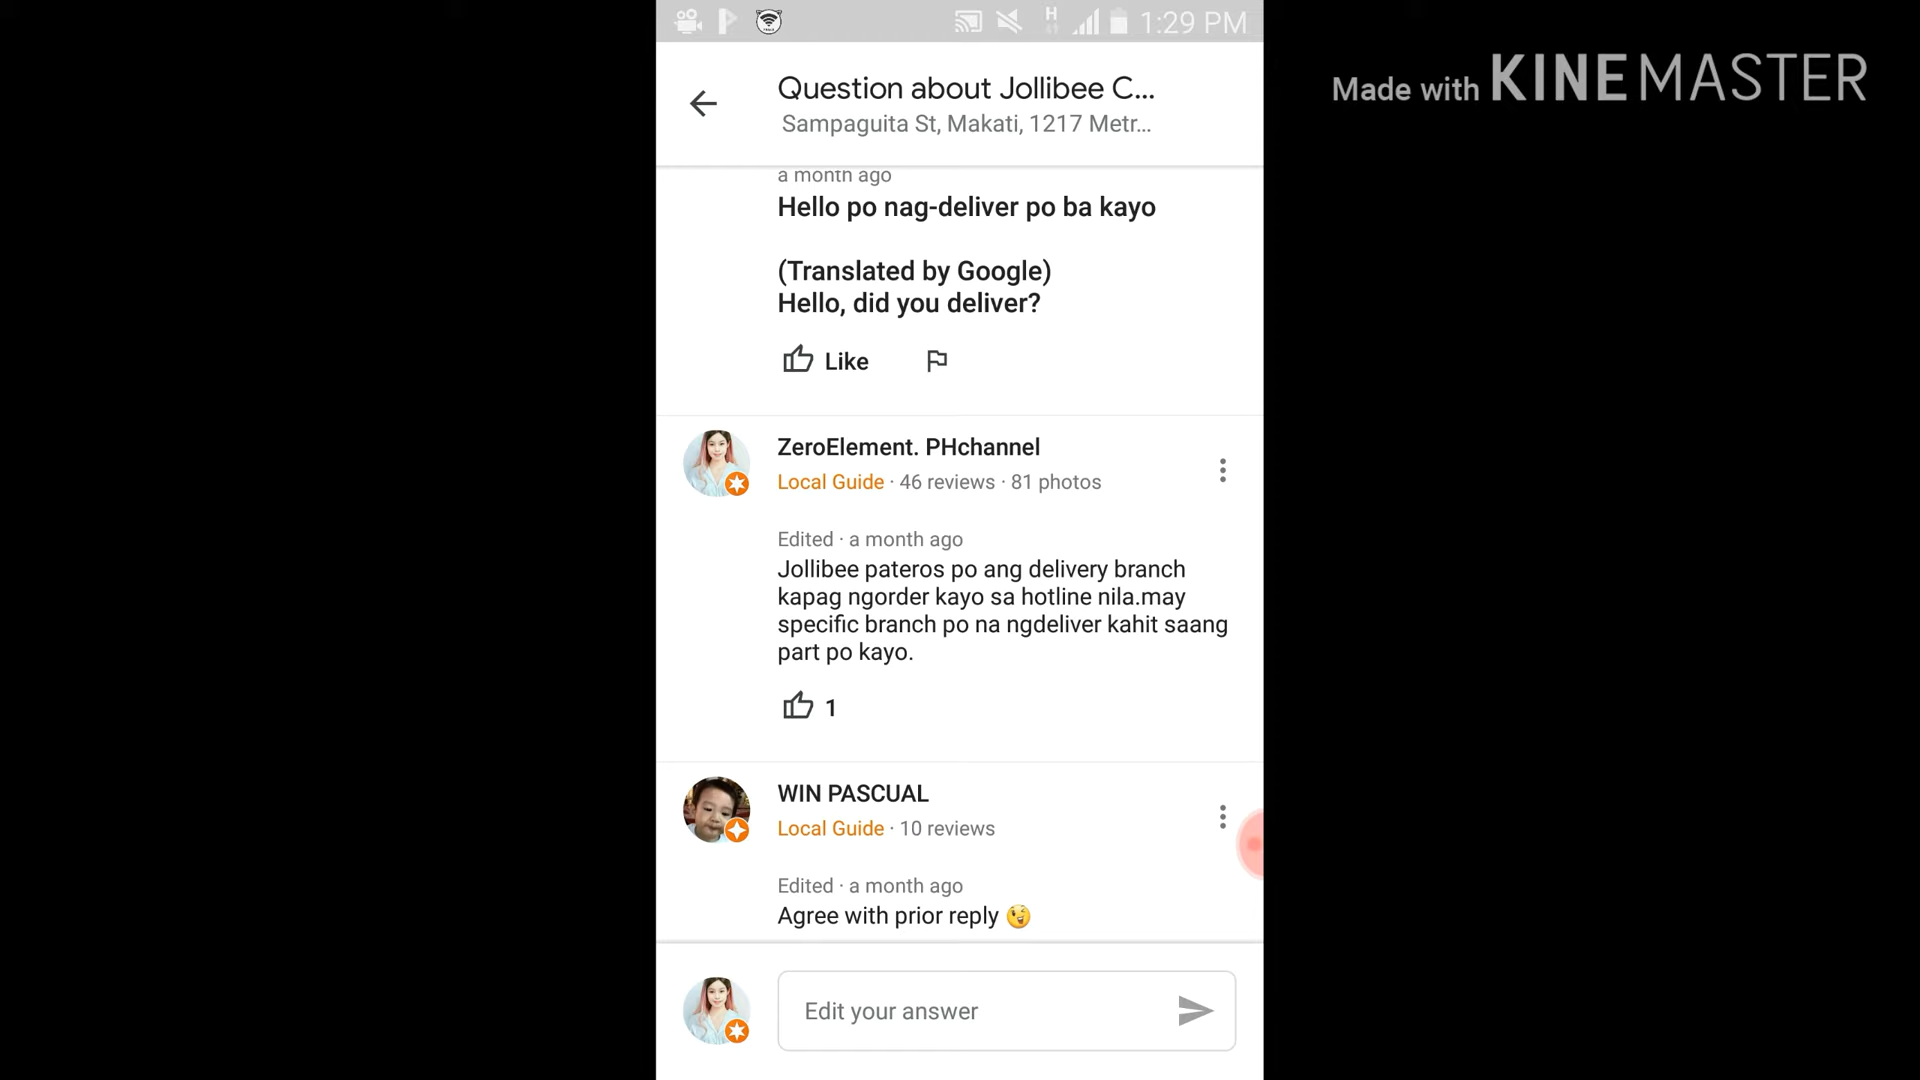 1:29 PM
Made with KINEMASTER
Question about Jollibee C...
Sampaguita St, Makati, 1217 Metr...
a month ago
Hello po nag-deliver po ba kayo
(Translated by Google)
Hello, did you deliver?
Like
ZeroElement. PHchannel
Local Guide · 46 reviews · 81 photos
Edited · a month ago
Jollibee pateros po ang delivery branch
kapag ngorder kayo sa hotline nila.may
specific branch po na ngdeliver kahit saang
part po kayo.
1
WIN PASCUAL
Local Guide · 10 reviews
Edited · a month ago
Agree with prior reply 😉
Edit your answer